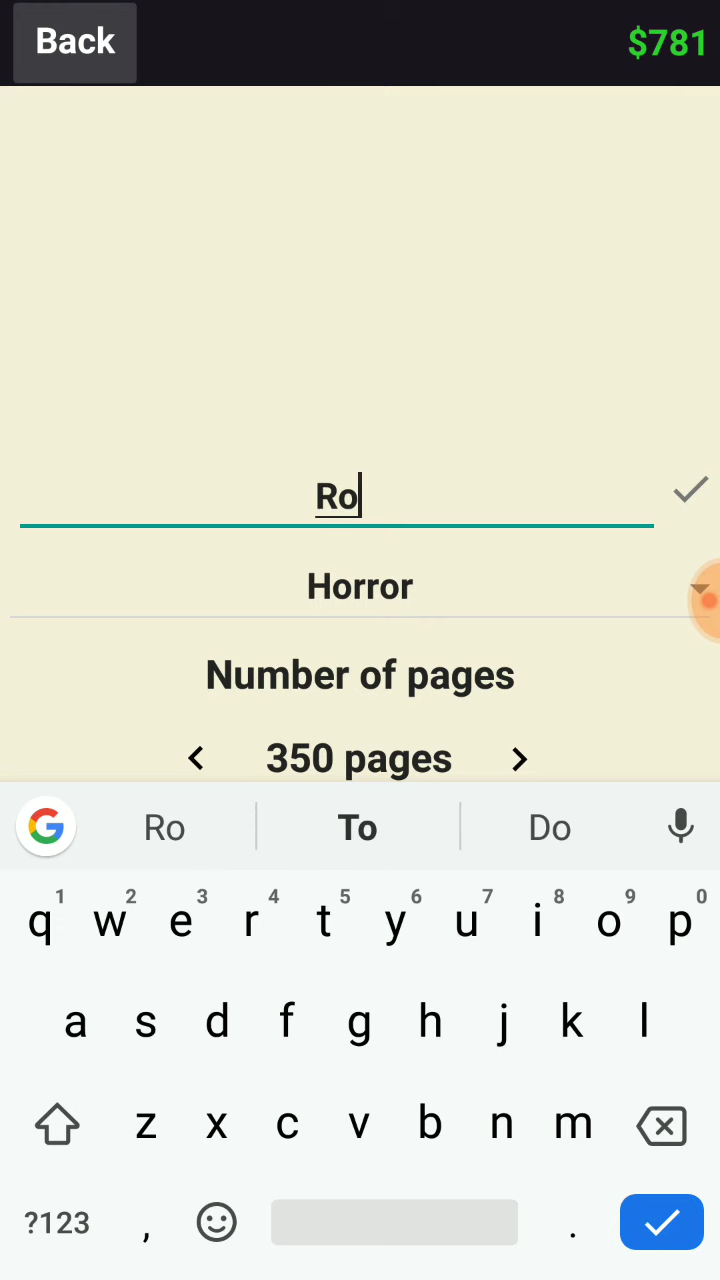 Back $781
Ro
Horror
Number of pages
< 350 pages >
Ro To Do
1 2 3 4 5 6 7 8 9 0
q w e r t y u i o p
a s d f g h j k l
z x c v b n m
?123 , .